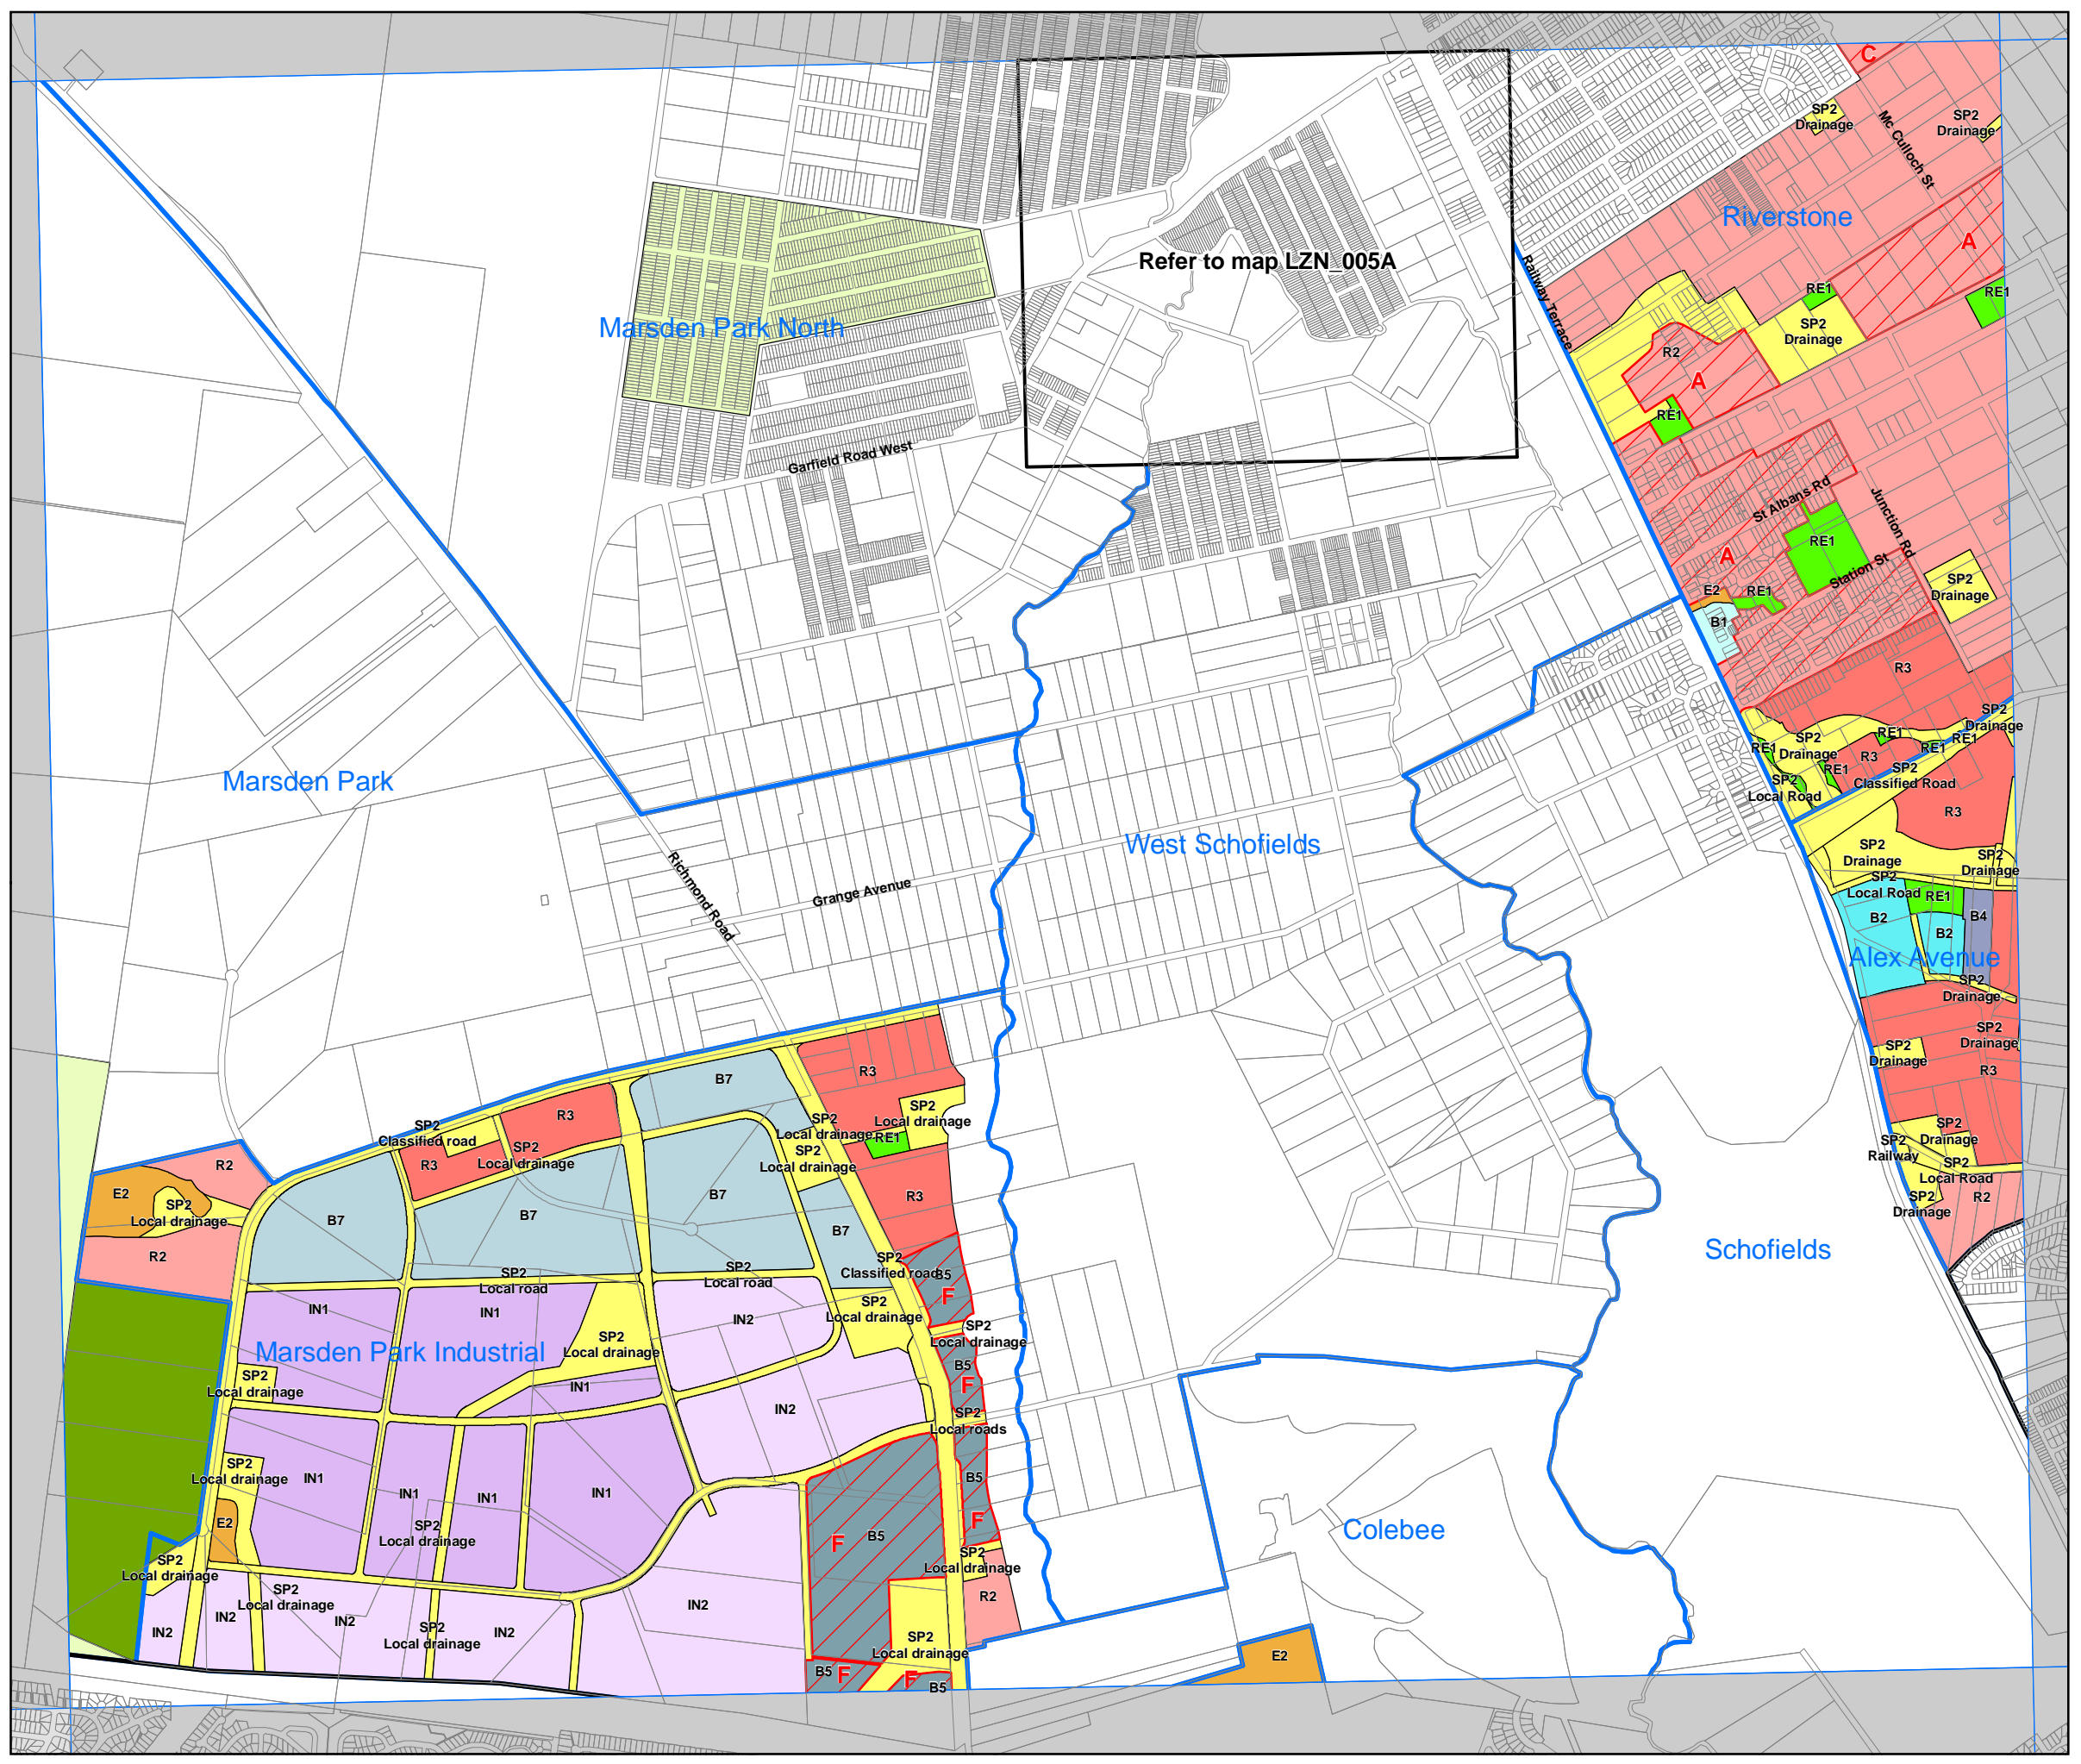 C
SP2
Drainage
SP2
Drainage
Mc Culloch St
Riverstone
A
Refer to map LZN_005A
Railway Terrace
RE1
RE1
SP2
Drainage
Marsden Park North
R2
A
RE1
Garfield Road West
St Albans Rd
Junction Rd
RE1
A
Station St
SP2
Drainage
E2
RE1
B1
R3
SP2
Drainage
RE1
RE1
SP2
Drainage
RE1
RE1
R3
RE1
SP2
Classified Road
SP2
Local Road
Marsden Park
R3
West Schofields
Richmond Road
Grange Avenue
SP2
Drainage
SP2
Drainage
SP2
Local Road
RE1
B2
B4
B2
Alex Avenue
SP2
Drainage
SP2
Drainage
SP2
Drainage
R3
R3
B7
R3
SP2
Classified road
SP2
Local drainage
SP2
Local drainage
RE1
SP2
Local drainage
SP2
Local drainage
R3
R2
SP2
Drainage
SP2
Railway
SP2
Local Road
R2
SP2
Drainage
E2
SP2
Local drainage
B7
B7
B7
B7
R3
R2
Schofields
SP2
Classified road
B5
F
SP2
Local road
SP2
Local road
IN1
IN1
IN2
SP2
Local drainage
SP2
Local drainage
SP2
Local drainage
Marsden Park Industrial
B5
F
SP2
Local drainage
IN1
IN2
SP2
Local roads
SP2
Local drainage
IN1
IN1
IN1
IN1
B5
F
B5
F
E2
SP2
Local drainage
Colebee
SP2
Local drainage
SP2
Local drainage
SP2
Local drainage
R2
IN2
IN2
IN2
IN2
IN2
SP2
Local drainage
SP2
Local drainage
E2
B5
F
F
B5